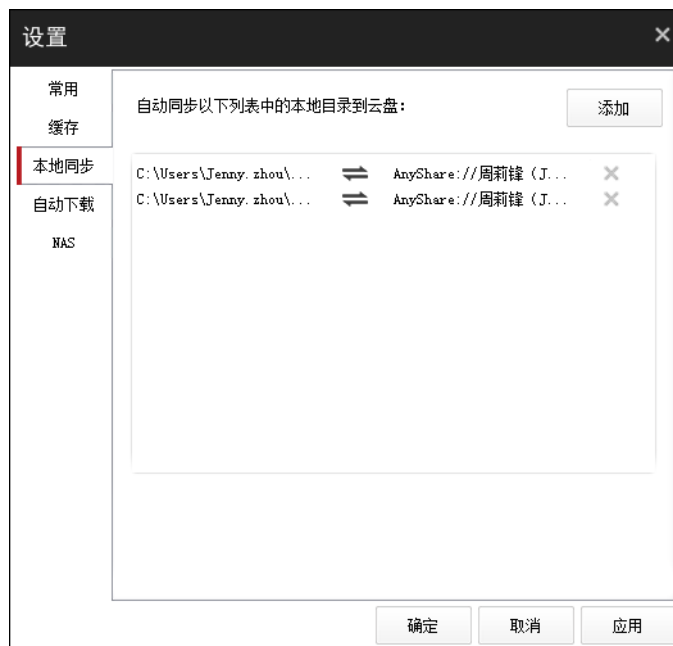 设置
常用
缓存
本地同步
自动下载
NAS
自动同步以下列表中的本地目录到云盘:
添加
C:\Users\Jenny.zhou\... AnyShare://周莉锋 (J...
C:\Users\Jenny.zhou\... AnyShare://周莉锋 (J...
确定 取消 应用